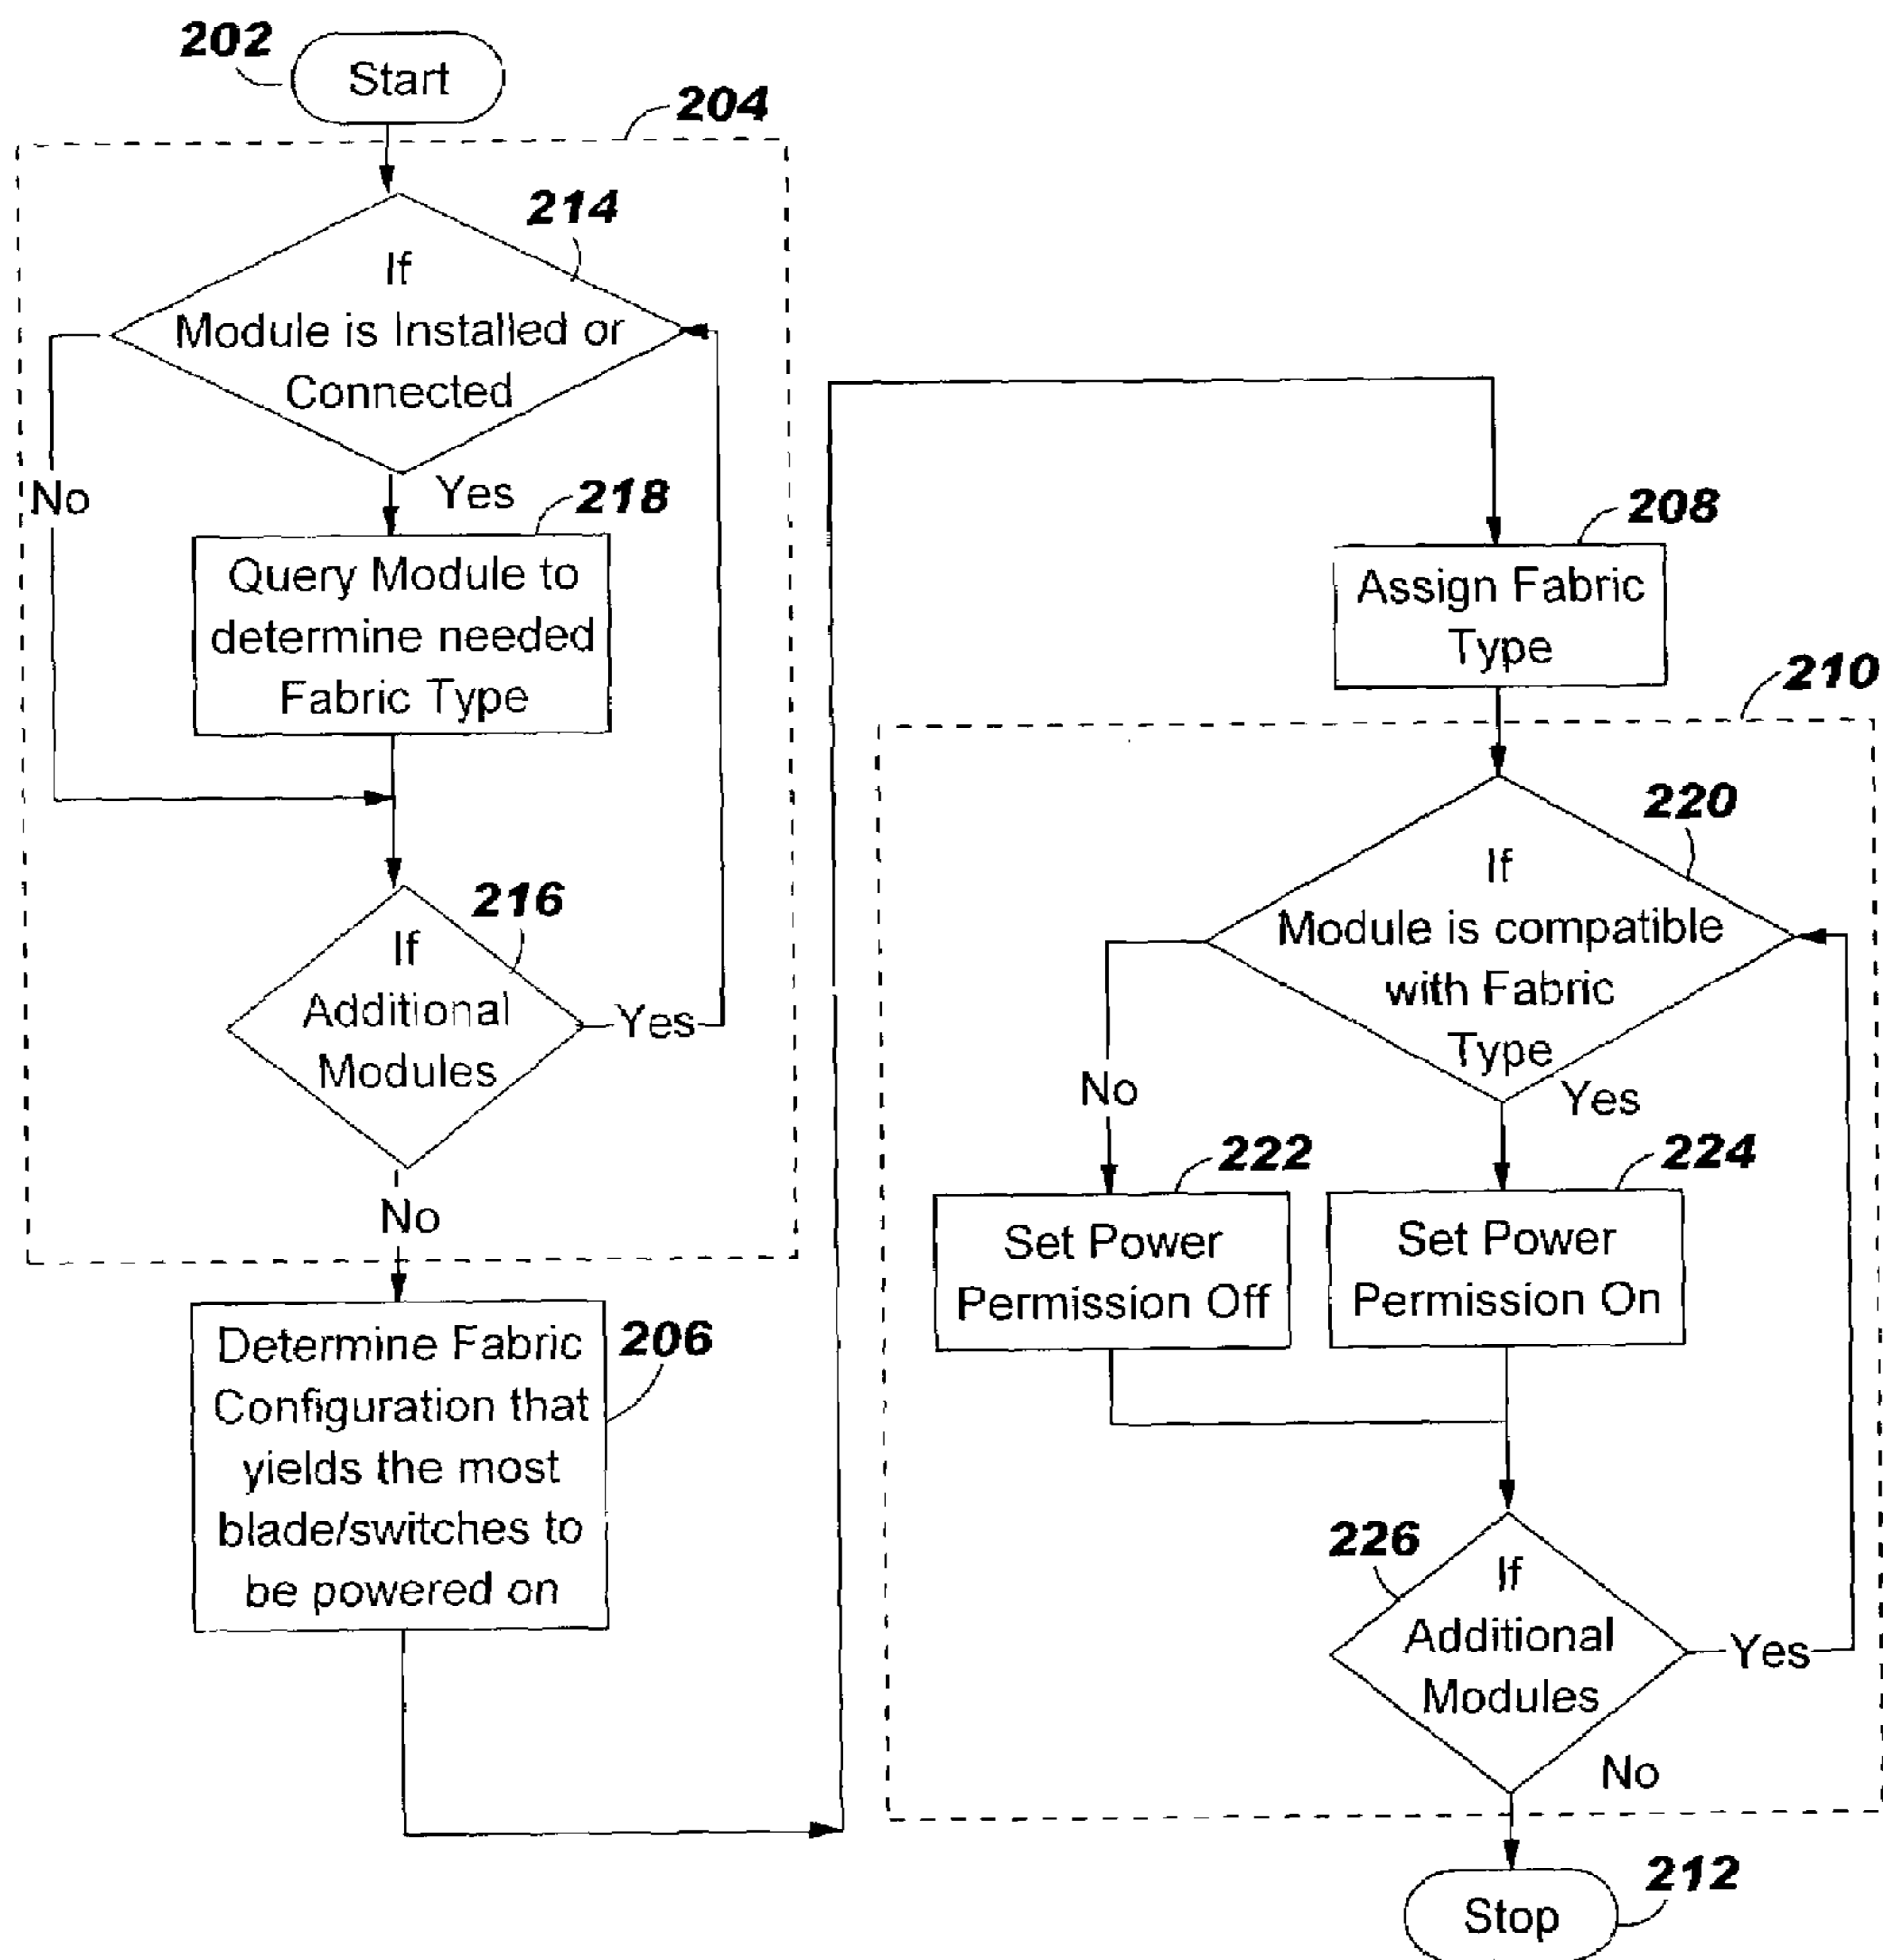 202
Start
204
214
If
Module is Installed or
Connected
No
Yes
218
Query Module to
determine needed
Fabric Type
216
If
Additional
Modules
Yes
No
Determine Fabric
Configuration that
yields the most
blade/switches to
be powered on
206
208
Assign Fabric
Type
210
220
If
Module is compatible
with Fabric
Type
No
Yes
222
Set Power
Permission Off
224
Set Power
Permission On
226
If
Additional
Modules
Yes
No
212
Stop